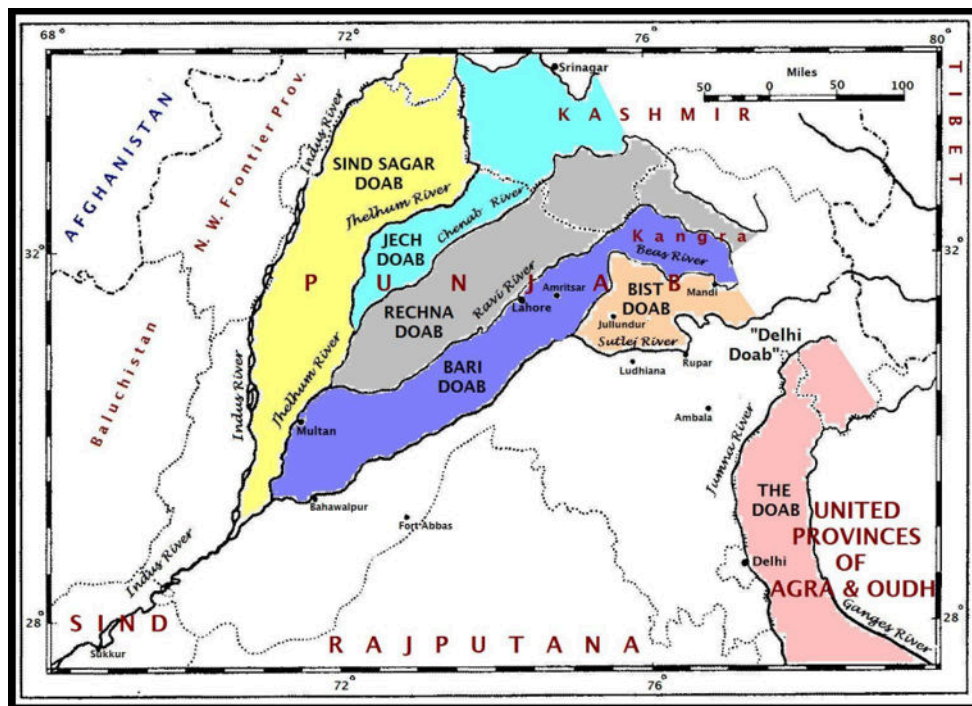 68° 72° 76° 80°
Srinagar
Miles
50 0 50 100
TIBET
KASHMIR
AFGHANISTAN
N.W. Frontier Prov.
Indus River
SIND SAGAR
DOAB
Jhelhum River
Chenab River
JECH
DOAB
Kangra
Beas River
32° 32°
PUNJAB
Ravi River
Amritsar
Lahore
BIST
DOAB
Mandi
RECHNA
DOAB
Jullundur
Sutlej River
"Delhi
Doab"
Ludhiana
Rupar
BARI
DOAB
Baluchistan
Indus River
Jhelhum River
Multan
Ambala
Jumna River
THE
DOAB
UNITED
PROVINCES
OF
AGRA & OUDH
Bahawalpur
Fort Abbas
Delhi
Indus River
Ganges River
28° 28°
SIND
Sukkur
RAJPUTANA
72° 76°